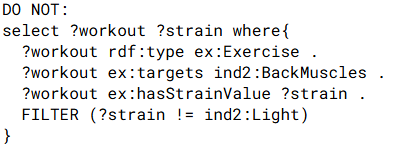 DO NOT:
select ?workout ?strain where{
  ?workout rdf:type ex:Exercise .
  ?workout ex:targets ind2:BackMuscles .
  ?workout ex:hasStrainValue ?strain .
  FILTER (?strain != ind2:Light)
}